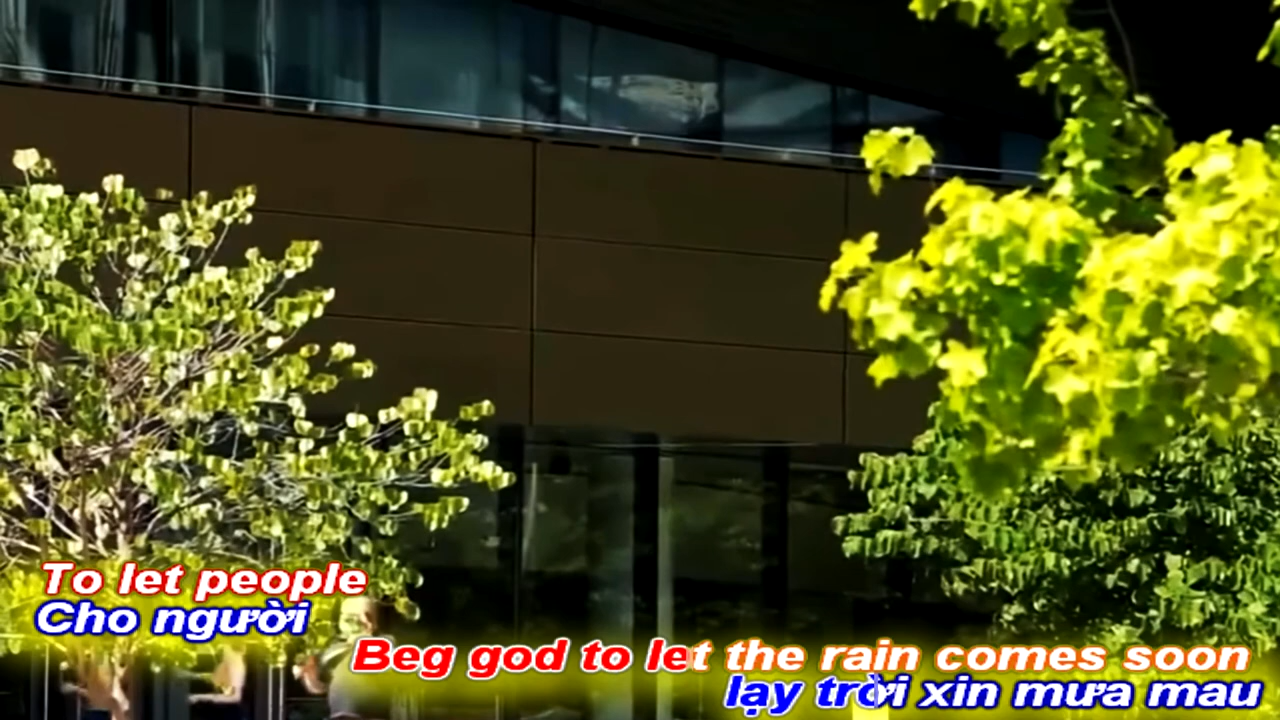 To let people
Cho người
Beg god to let the rain comes soon
lạy trời xin mưa mau